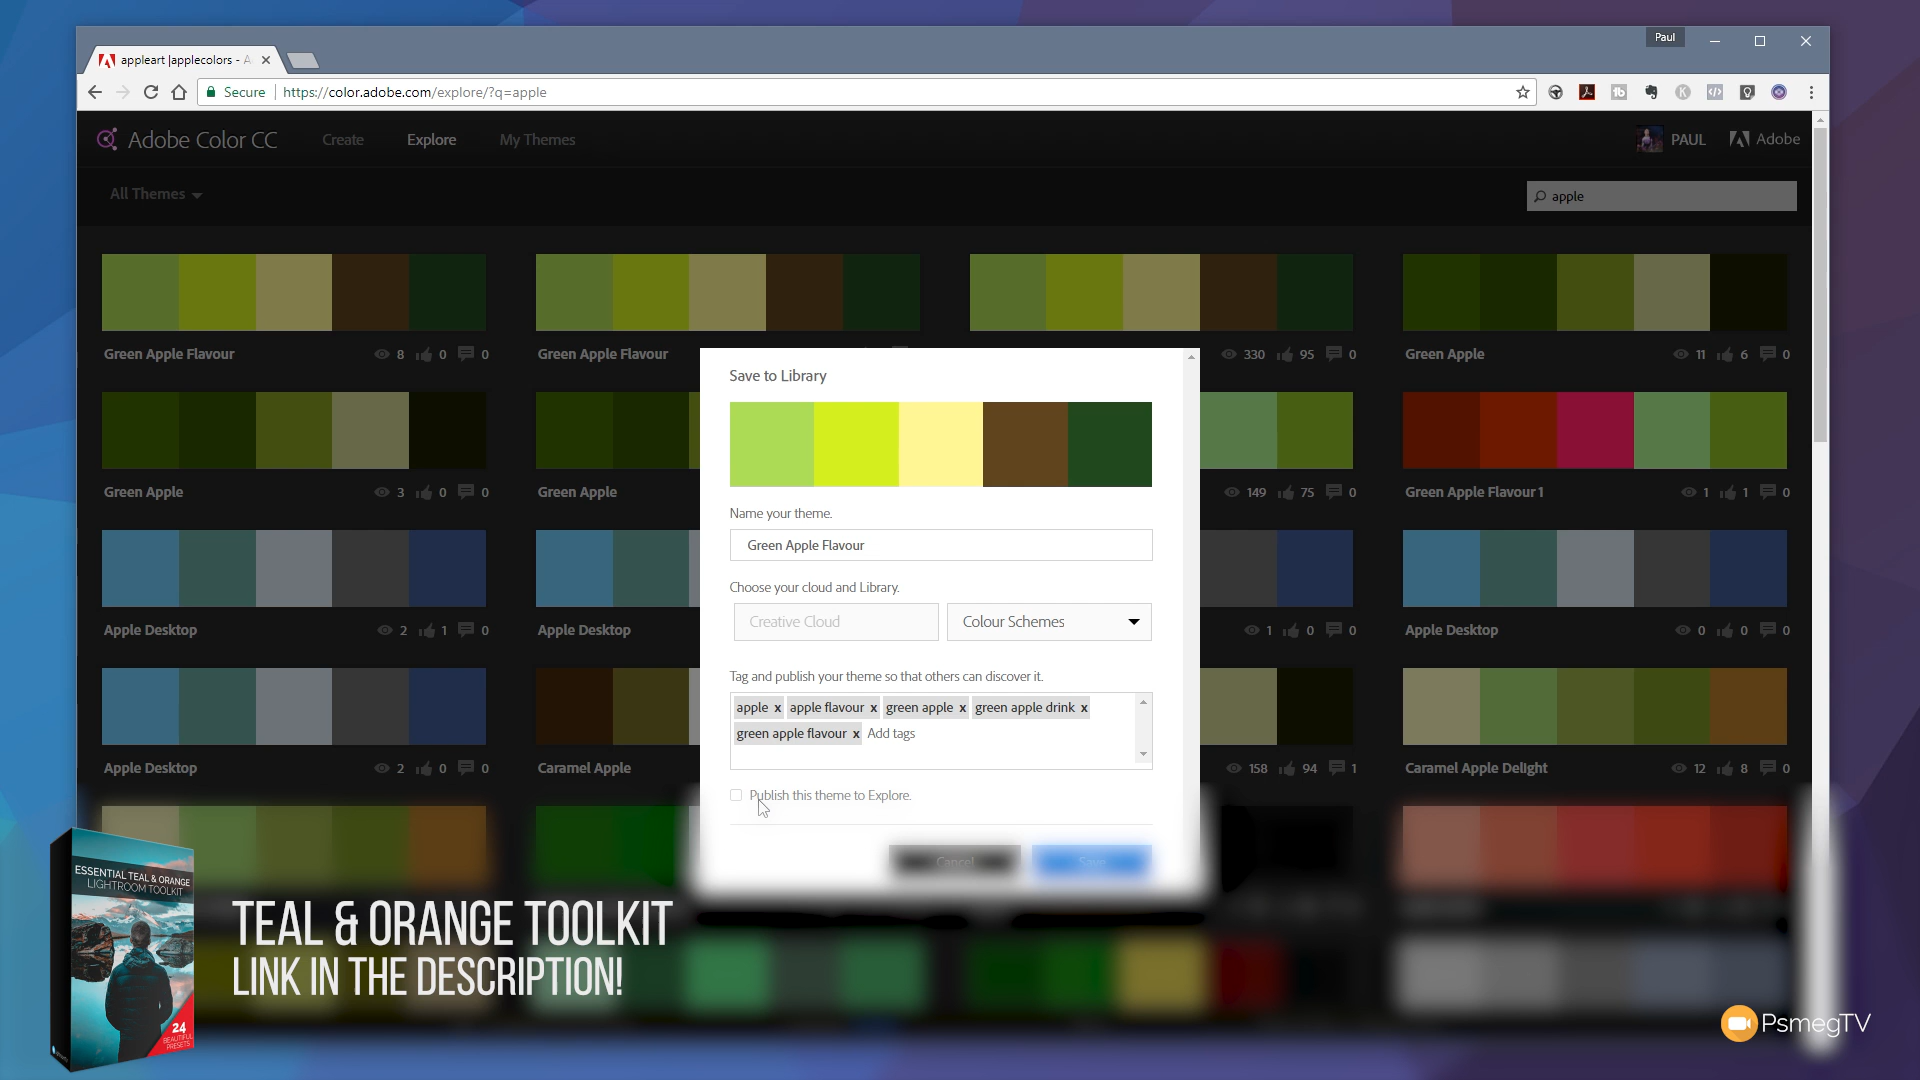 Paul
appleart |applecolors - A
Secure
https://color.adobe.com/explore/?q=apple
Adobe Color CC
Create
Explore
My Themes
PAUL
Adobe
All Themes
apple
Green Apple Flavour 8 0 0
Green Apple Flavour
330 95 0
Green Apple 11 6 0
Green Apple 3 0 0
Green Apple
149 75 0
Green Apple Flavour 1 1 1 0
Apple Desktop 2 1 0
Apple Desktop
1 0 0
Apple Desktop 0 0 0
Apple Desktop 2 0 0
Caramel Apple
158 94 1
Caramel Apple Delight 12 8 0
Save to Library
Name your theme.
Green Apple Flavour
Choose your cloud and Library.
Creative Cloud
Colour Schemes
Tag and publish your theme so that others can discover it.
apple x apple flavour x green apple x green apple drink x
green apple flavour x Add tags
Publish this theme to Explore.
Cancel
Save
ESSENTIAL TEAL & ORANGE
LIGHTROOM TOOLKIT
24
BEAUTIFUL
PRESETS
TEAL & ORANGE TOOLKIT
LINK IN THE DESCRIPTION!
PsmegTV